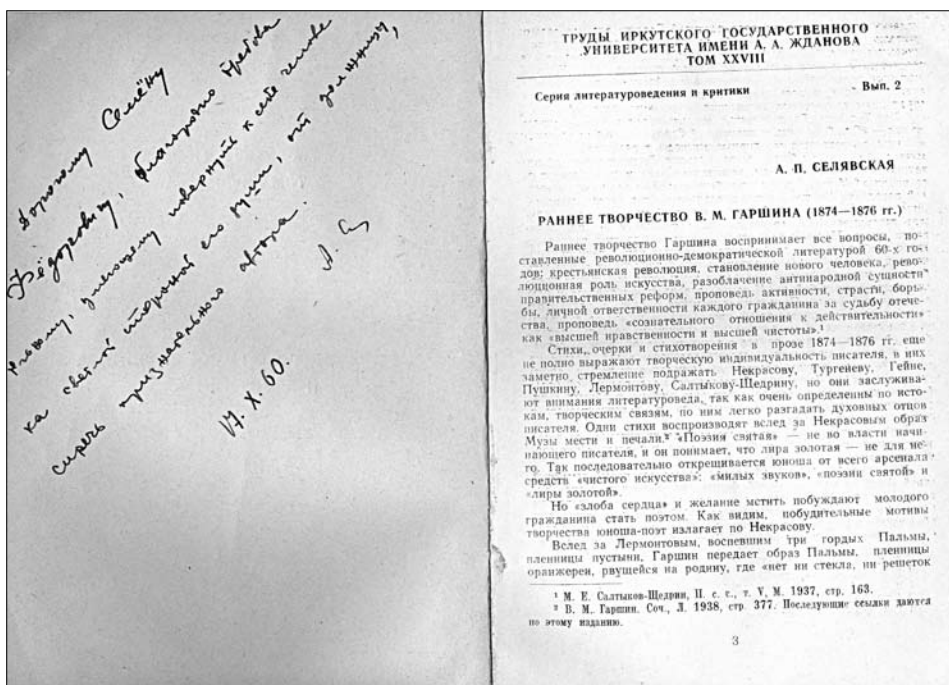 Дорогому Семёну
Фёдоровичу, благородно требова
тельному, умеющему повернуть к себе челове
ка светлой стороной его души, от должницы,
сиречь признательного автора.
А. С
17. X. 60.
ТРУДЫ ИРКУТСКОГО ГОСУДАРСТВЕННОГО
УНИВЕРСИТЕТА ИМЕНИ А. А. ЖДАНОВА
ТОМ XXVIII
Серия литературоведения и критики Вып. 2
А. П. СЕЛЯВСКАЯ
РАННЕЕ ТВОРЧЕСТВО В. М. ГАРШИНА (1874—1876 гг.)
Раннее творчество Гаршина воспринимает все вопросы, по-
ставленные революционно-демократической литературой 60-х го-
дов: крестьянская революция, становление нового человека, рево-
люционная роль искусства, разоблачение антинародной сущности
правительственных реформ, проповедь активности, страсти, борь-
бы, личной ответственности каждого гражданина за судьбу отече-
ства, проповедь «сознательного отношения к действительности»
как «высшей нравственности и высшей чистоты».¹
Стихи, очерки и стихотворения в прозе 1874—1876 гг. еще
не полно выражают творческую индивидуальность писателя, в них
заметно стремление подражать Некрасову, Тургеневу, Гейне,
Пушкину, Лермонтову, Салтыкову-Щедрину, но они заслужива-
ют внимания литературоведа, так как очень определенны по исто-
кам, творческим связям, по ним легко разгадать духовных отцов
писателя. Одни стихи воспроизводят вслед за Некрасовым образ
Музы мести и печали.² «Поэзия святая» — не во власти начи-
нающего писателя, и он понимает, что лира золотая — не для не-
го. Так последовательно открещивается юноша от всего арсенала
средств «чистого искусства»: «милых звуков», «поэзии святой» и
«лиры золотой».
Но «злоба сердца» и желание мстить побуждают молодого
гражданина стать поэтом. Как видим, побудительные мотивы
творчества юноша-поэт излагает по Некрасову.
Вслед за Лермонтовым, воспевшим три гордых Пальмы,
пленницы пустыни, Гаршин передает образ Пальмы, пленницы
оранжереи, рвущейся на родину, где «нет ни стекла, ни решеток
¹ М. Е. Салтыков-Щедрин, П. с. с., т. V, М. 1937, стр. 163.
² В. М. Гаршин. Соч., Л. 1938, стр. 377. Последующие ссылки даются
по этому изданию.
3